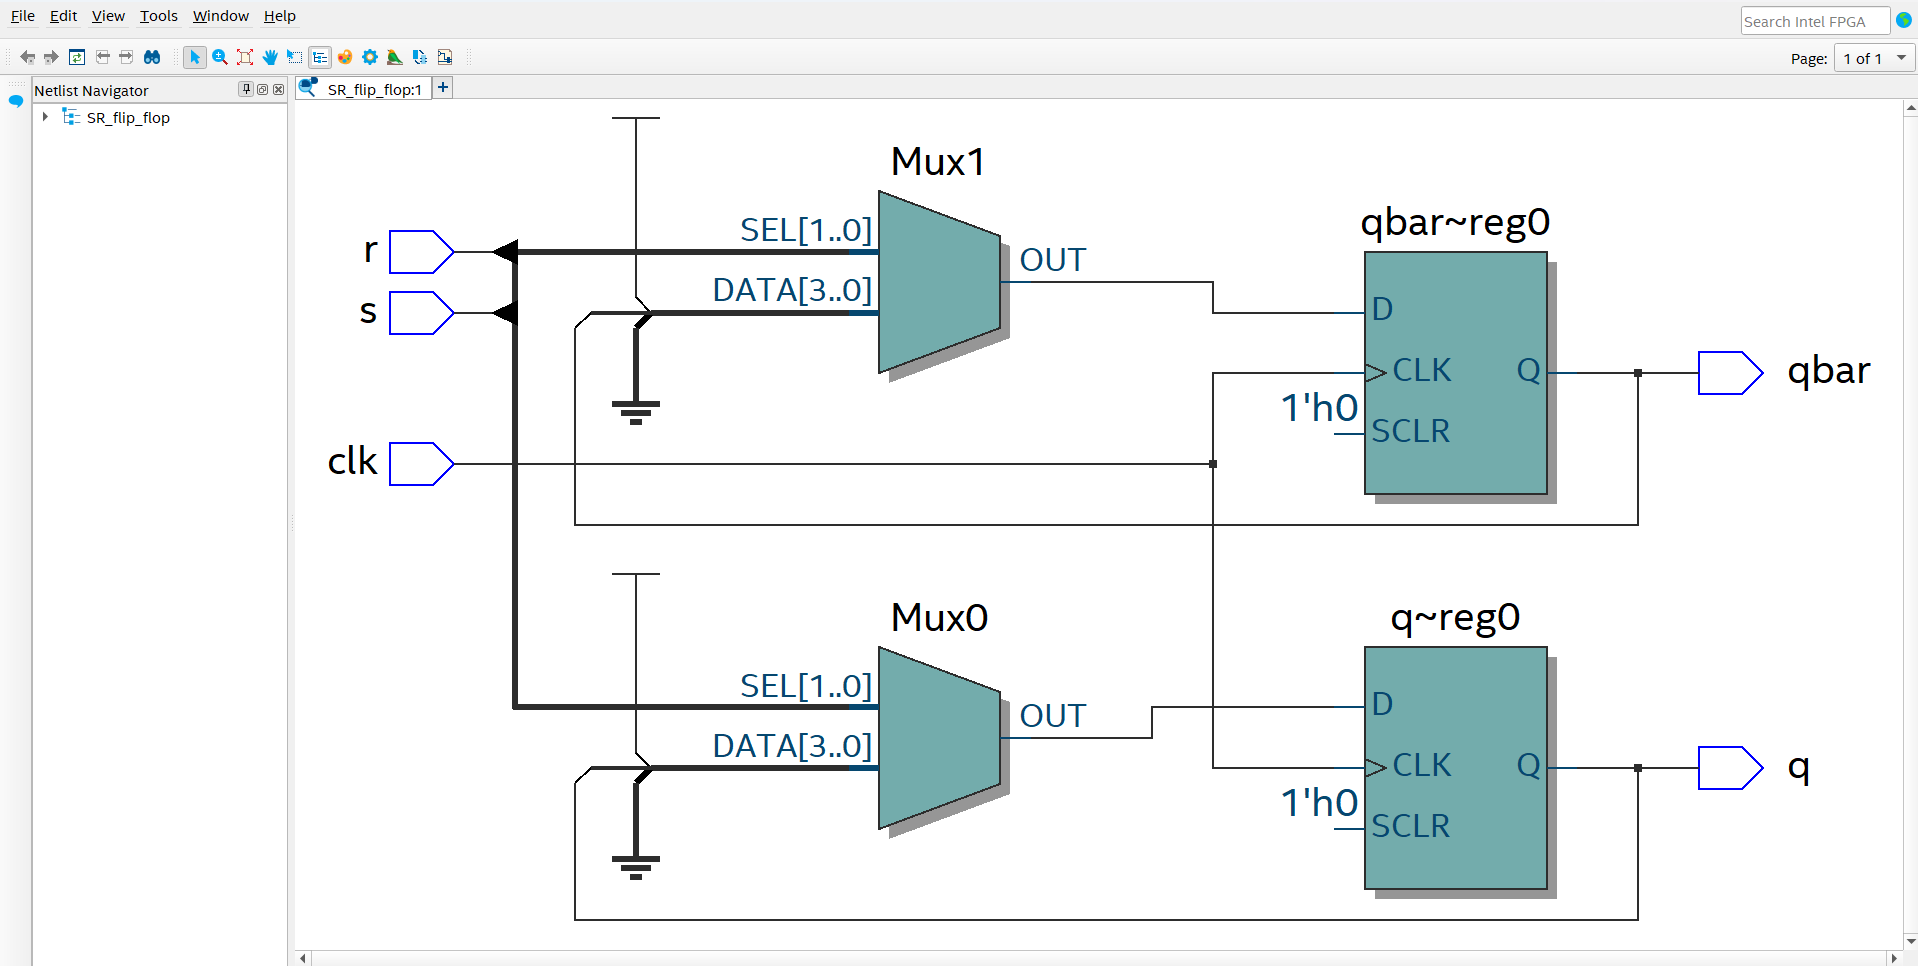 File Edit View Tools Window Help
Search Intel FPGA
Page: 1 of 1
Netlist Navigator
SR_flip_flop:1
SR_flip_flop
Mux1
SEL[1..0]
DATA[3..0]
OUT
r
s
clk
qbar~reg0
D
CLK
1'h0
SCLR
Q
qbar
Mux0
SEL[1..0]
DATA[3..0]
OUT
q~reg0
D
CLK
1'h0
SCLR
Q
q